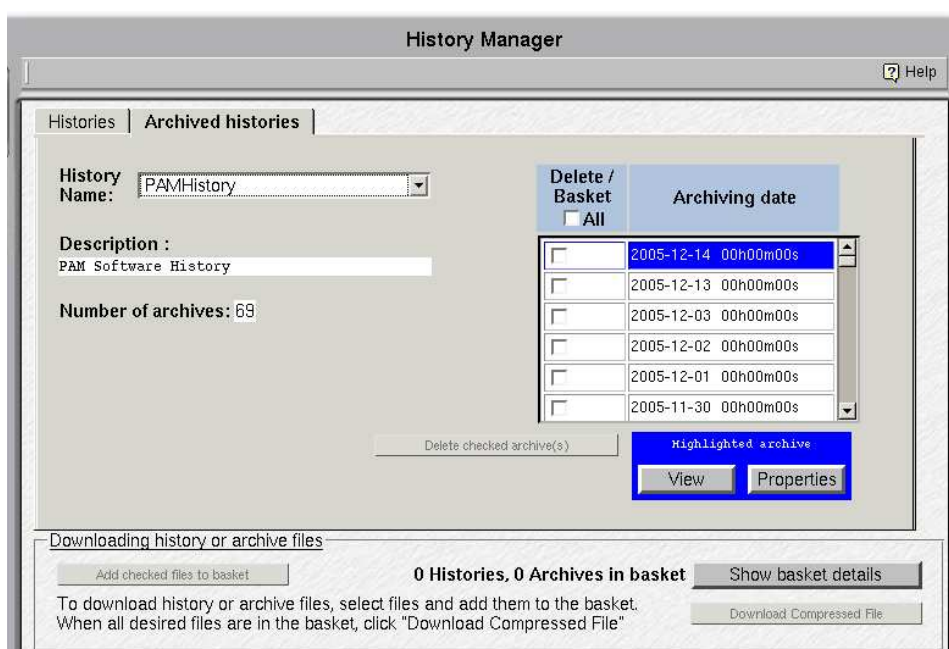 History Manager
Help
Histories
Archived histories
History Name:
PAMHistory
Delete / Basket
All
Archiving date
Description :
PAM Software History
Number of archives: 69
2005-12-14 00h00m00s
2005-12-13 00h00m00s
2005-12-03 00h00m00s
2005-12-02 00h00m00s
2005-12-01 00h00m00s
2005-11-30 00h00m00s
Delete checked archive(s)
Highlighted archive
View
Properties
Downloading history or archive files
Add checked files to basket
0 Histories, 0 Archives in basket
Show basket details
To download history or archive files, select files and add them to the basket.
When all desired files are in the basket, click "Download Compressed File"
Download Compressed File